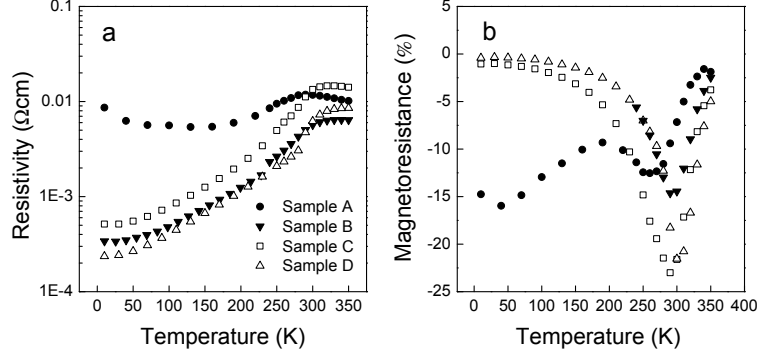 a
0.1
0.01
1E-3
1E-4
Resistivity (Ωcm)
0 50 100 150 200 250 300 350
Temperature (K)
Sample A
Sample B
Sample C
Sample D
b
0
-5
-10
-15
-20
-25
Magnetoresistance (%)
0 50 100 150 200 250 300 350 400
Temperature (K)